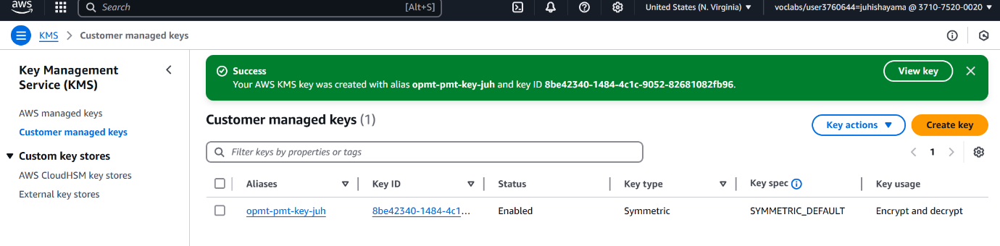 aws
Search [Alt+S] United States (N. Virginia) ▼ voclabs/user3760644=juhishayama @ 3710-7520-0020 ▼
KMS > Customer managed keys
Key Management
Service (KMS)
AWS managed keys
Customer managed keys
Custom key stores
AWS CloudHSM key stores
External key stores
Success
Your AWS KMS key was created with alias opmt-pmt-key-juh and key ID 8be42340-1484-4c1c-9052-82681082fb96.
View key
Customer managed keys (1)
Key actions ▼
Create key
Filter keys by properties or tags
1
Aliases Key ID Status Key type Key spec Key usage
opmt-pmt-key-juh 8be42340-1484-4c1... Enabled Symmetric SYMMETRIC_DEFAULT Encrypt and decrypt